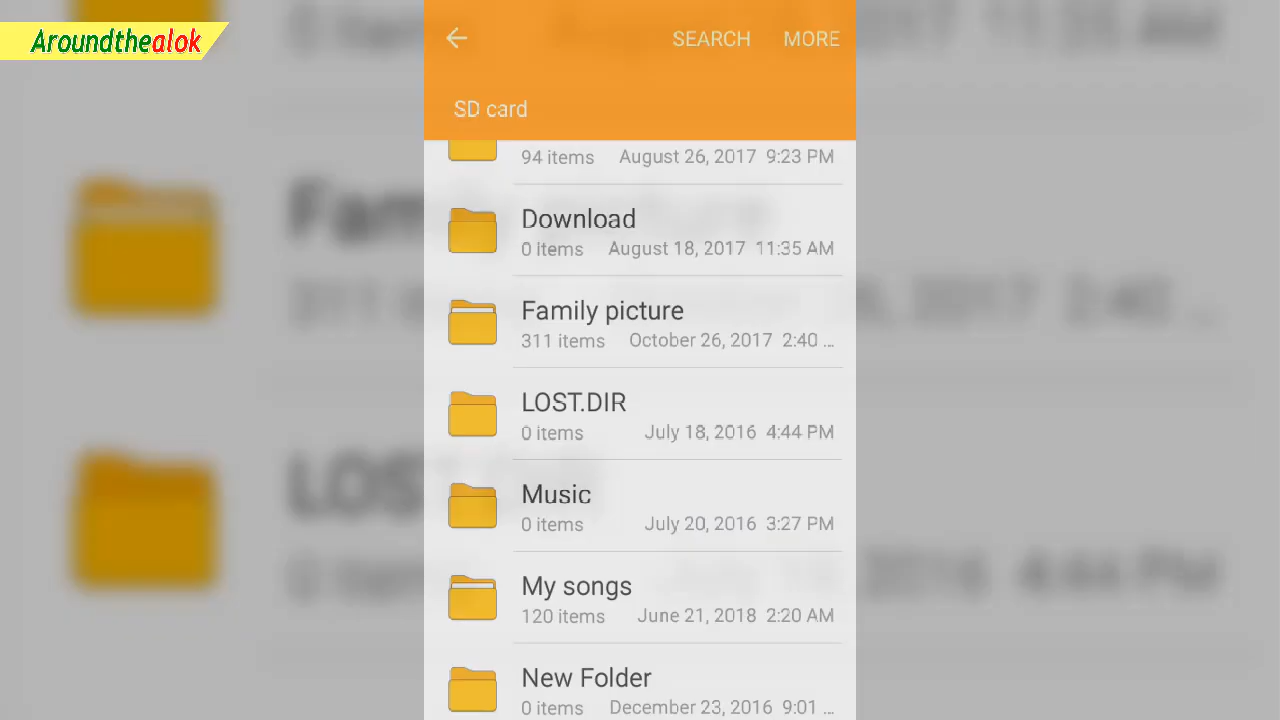 Aroundthealok
SEARCH MORE
SD card
94 items August 26, 2017 9:23 PM
Download
0 items August 18, 2017 11:35 AM
Family picture
311 items October 26, 2017 2:40 ...
LOST.DIR
0 items July 18, 2016 4:44 PM
Music
0 items July 20, 2016 3:27 PM
My songs
120 items June 21, 2018 2:20 AM
New Folder
0 items December 23, 2016 9:01 ...